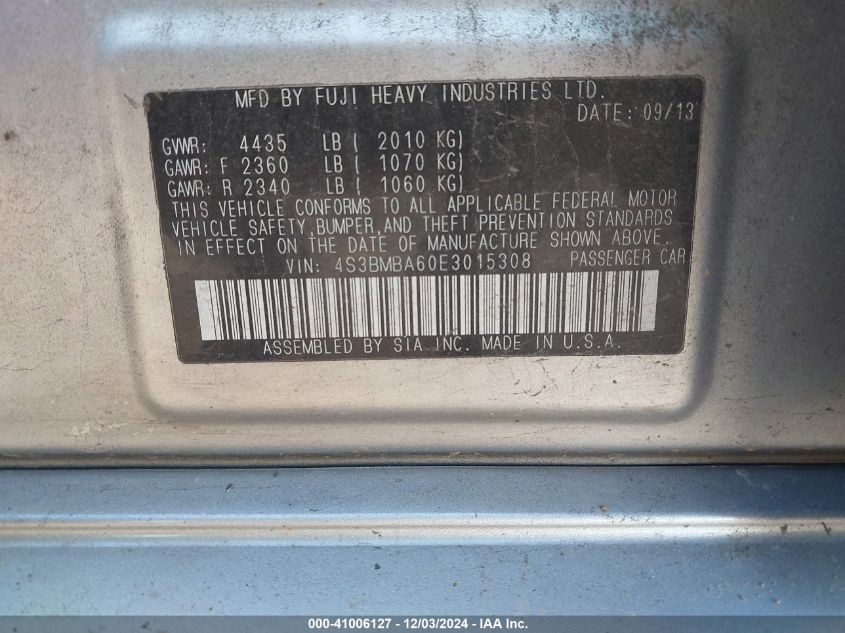 MFD BY FUJI HEAVY INDUSTRIES LTD.
DATE: 09/13
GVWR: 4435 LB ( 2010 KG)
GAWR: F 2360 LB ( 1070 KG)
GAWR: R 2340 LB ( 1060 KG)
THIS VEHICLE CONFORMS TO ALL APPLICABLE FEDERAL MOTOR
VEHICLE SAFETY, BUMPER, AND THEFT PREVENTION STANDARDS
IN EFFECT ON THE DATE OF MANUFACTURE SHOWN ABOVE.
VIN: 4S3BMBA60E3015308 PASSENGER CAR
ASSEMBLED BY SIA INC. MADE IN U.S.A.
000-41006127 - 12/03/2024 - IAA Inc.